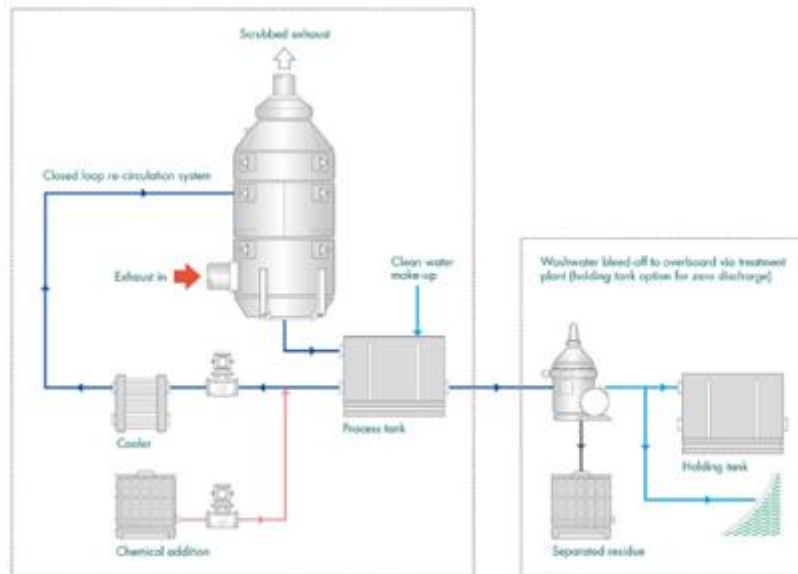 Scrubbed exhaust
Closed loop re-circulation system
Exhaust in
Clean water
make-up
Washwater bleed-off to overboard via treatment
plant (holding tank option for zero discharge)
Cooler
Process tank
Holding tank
Chemical addition
Separated residue